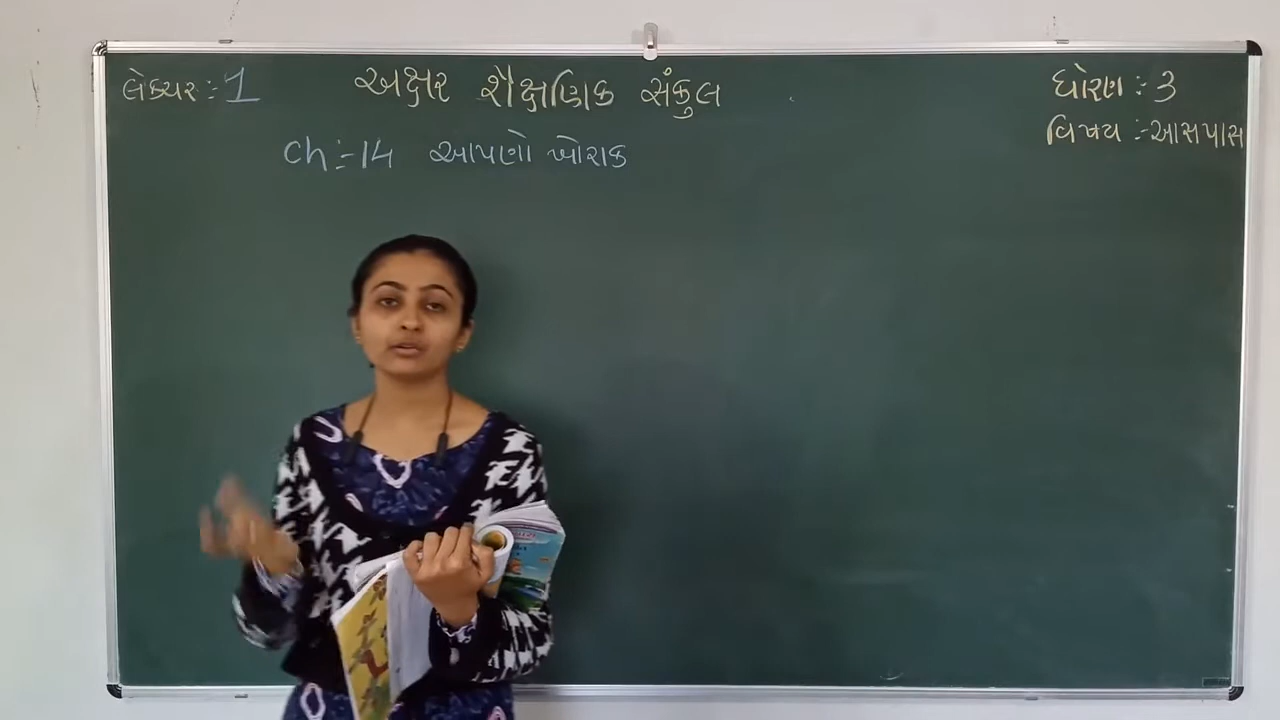 લેક્ચર :- 1
અક્ષર શૈક્ષણિક સંકુલ
ધોરણ :- 3
વિષય :- આસપાસ
ch :- 14 આપણો ખોરાક